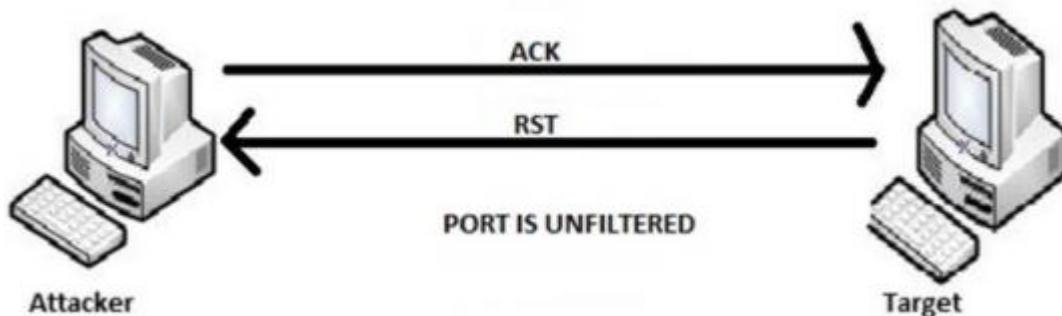 ACK
RST
PORT IS UNFILTERED
Attacker
Target